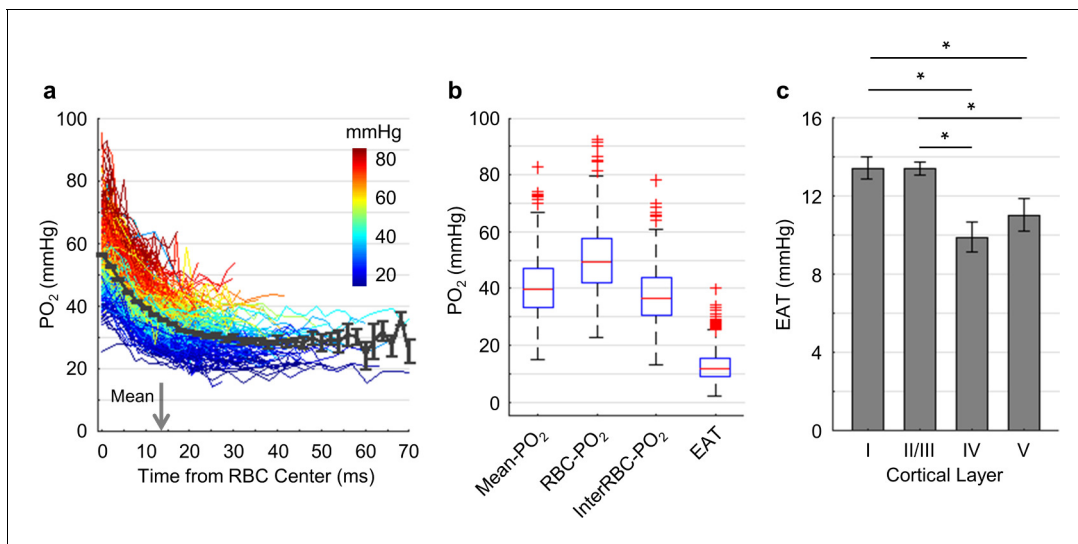 a
mmHg
100
80
60
40
20
0
80
60
40
20
PO2 (mmHg)
Mean
0 10 20 30 40 50 60 70
Time from RBC Center (ms)
b
100
80
60
40
20
0
PO2 (mmHg)
Mean-PO2
RBC-PO2
InterRBC-PO2
EAT
c
*
*
*
*
16
12
8
4
0
EAT (mmHg)
I II/III IV V
Cortical Layer